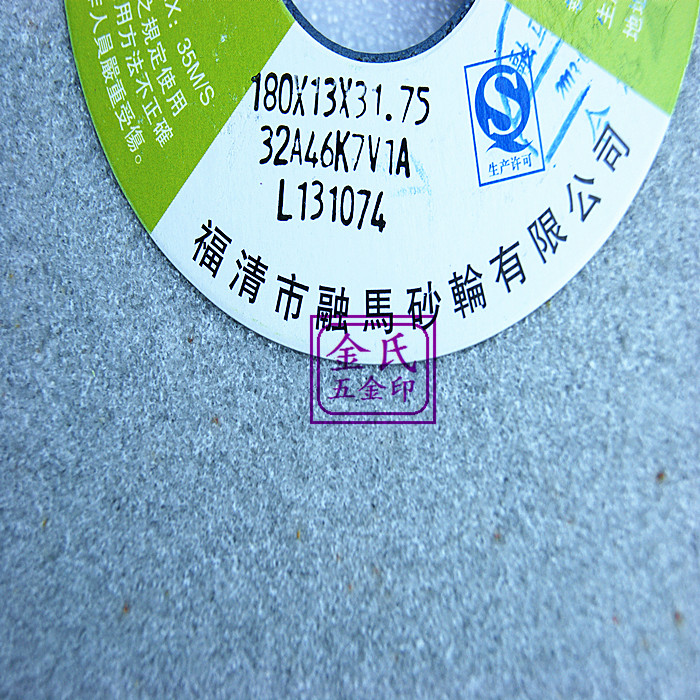 X: 35M/S
之規定使用
用方法不正確
作人員嚴重受傷。
180X13X31.75
32A46K7V1A
L131074
生产许可
福清市融馬砂輪有限公司
金氏
五金印